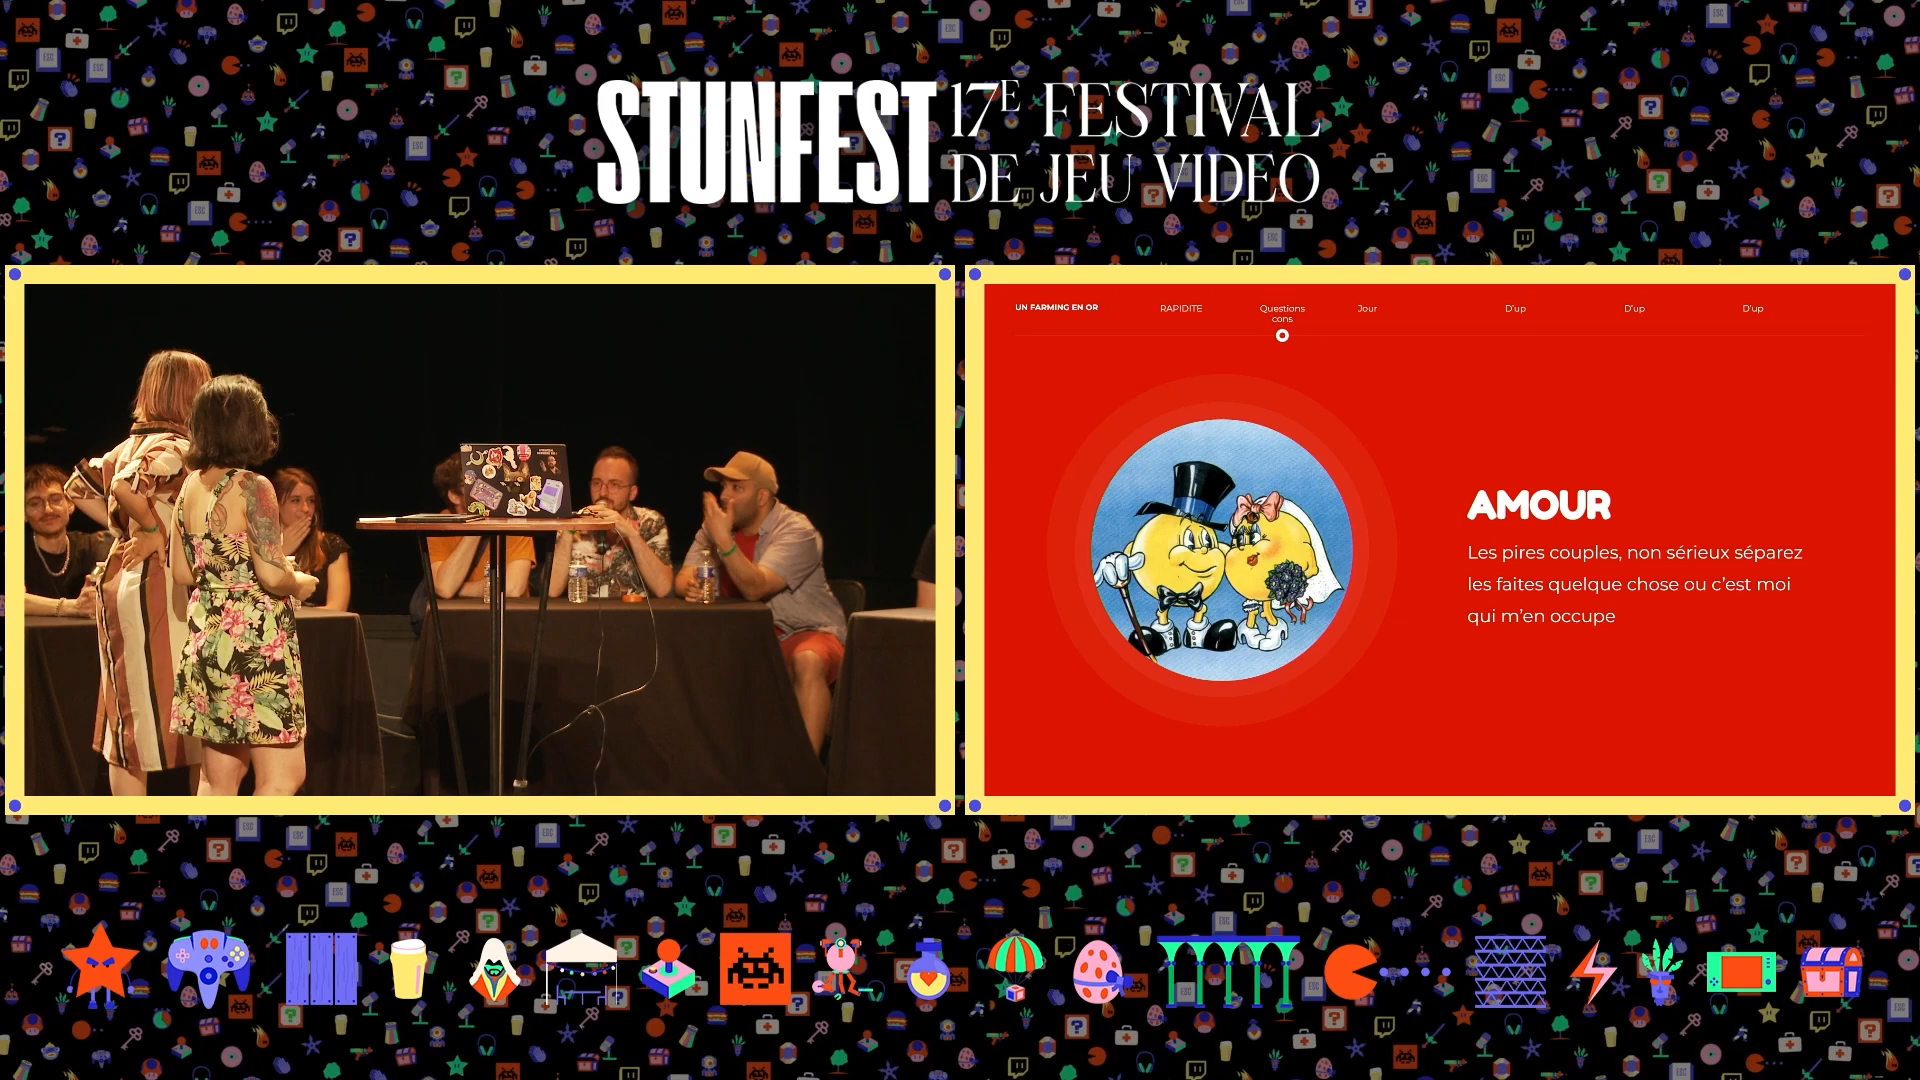 STUNFEST
17E FESTIVAL
DE JEU VIDEO
UN FARMING EN OR
RAPIDITE
Questions
cons
Jour
D'up
D'up
D'up
AMOUR
Les pires couples, non sérieux séparez
les faites quelque chose ou c'est moi
qui m'en occupe